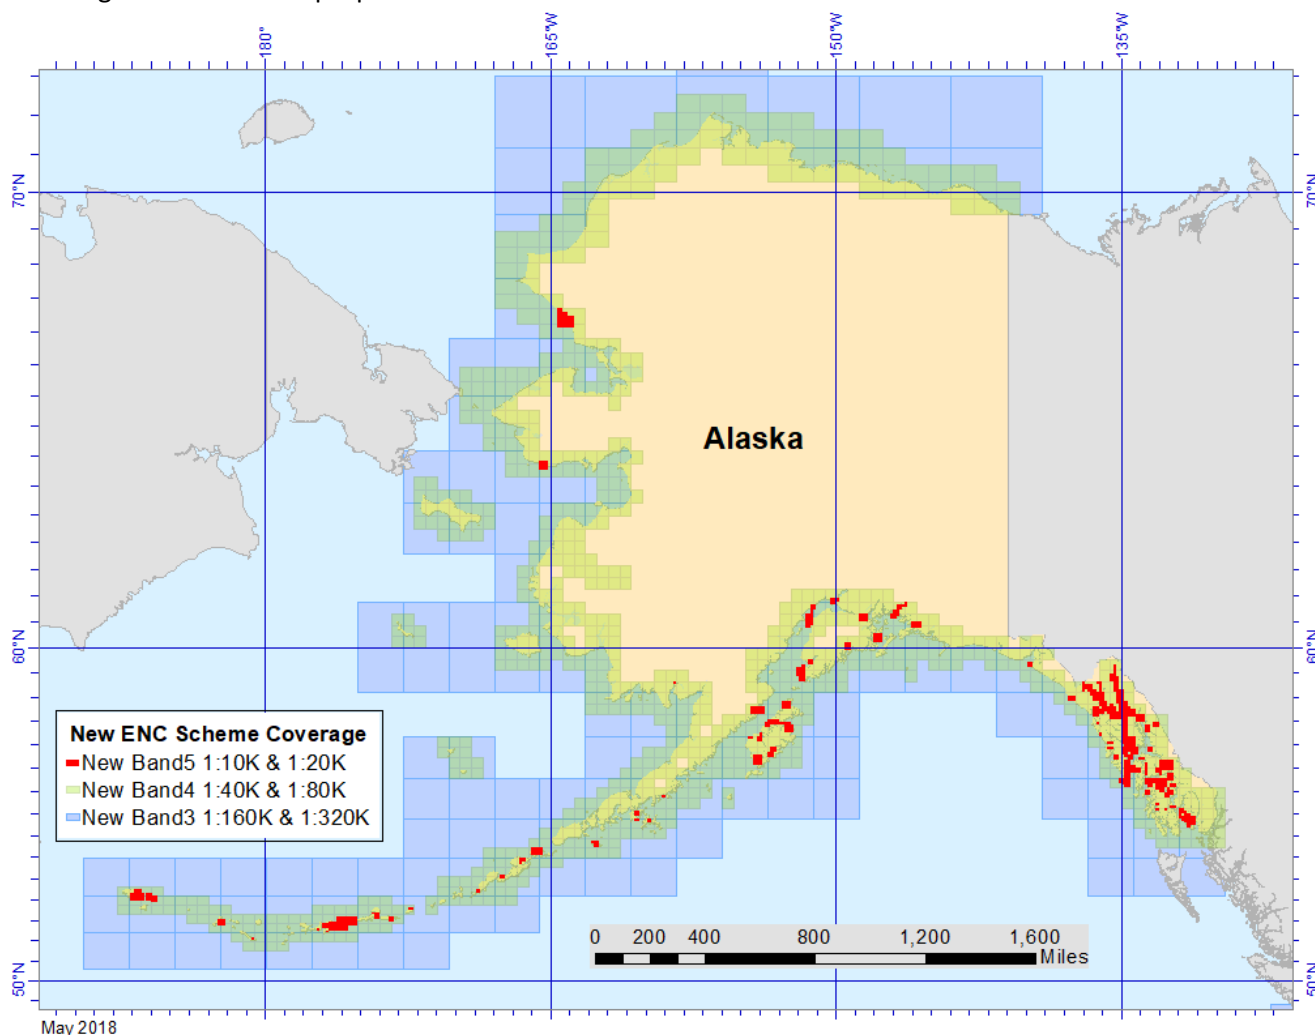 180°
165°W
150°W
135°W
70°N
70°N
Alaska
60°N
60°N
New ENC Scheme Coverage
New Band5 1:10K & 1:20K
New Band4 1:40K & 1:80K
New Band3 1:160K & 1:320K
0 200 400 800 1,200 1,600
Miles
50°N
50°N
May 2018